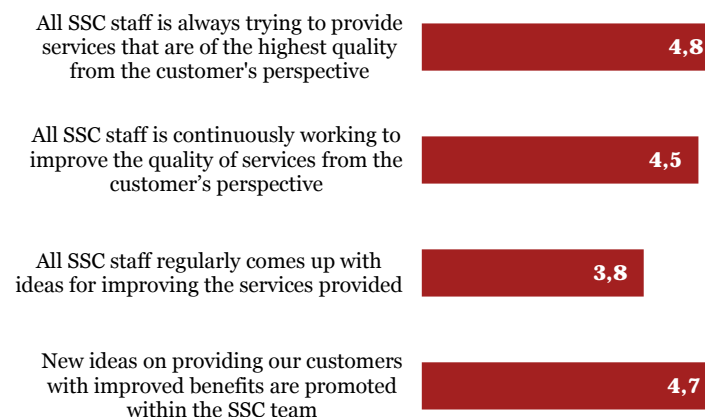 All SSC staff is always trying to provide
services that are of the highest quality
from the customer's perspective
4,8
All SSC staff is continuously working to
improve the quality of services from the
customer’s perspective
4,5
All SSC staff regularly comes up with
ideas for improving the services provided
3,8
New ideas on providing our customers
with improved benefits are promoted
within the SSC team
4,7